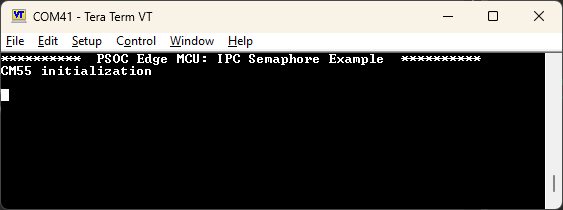 COM41 - Tera Term VT
File Edit Setup Control Window Help
********** PSOC Edge MCU: IPC Semaphore Example **********
CM55 initialization